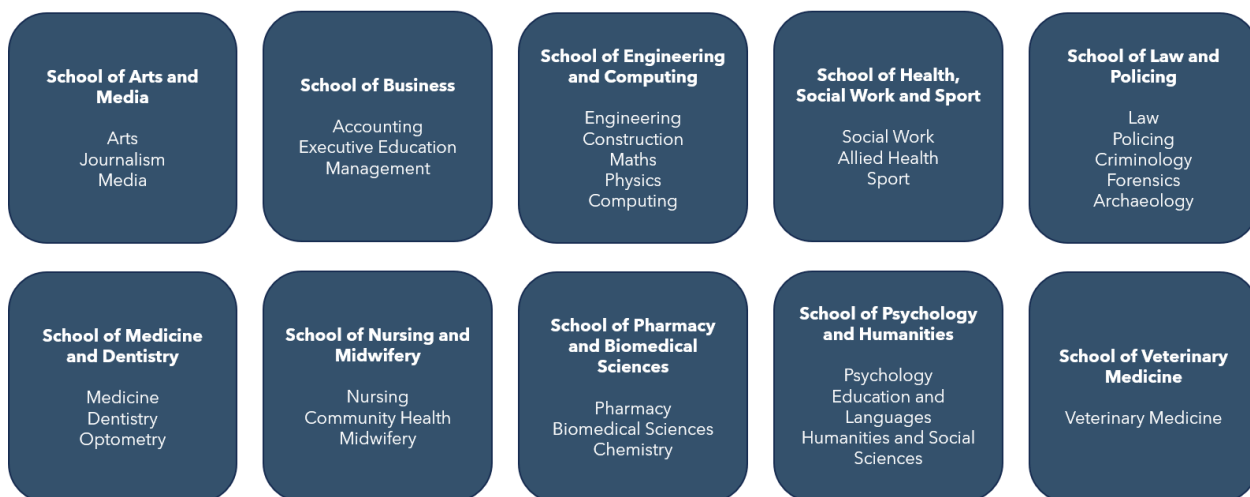 School of Arts and
Media
Arts
Journalism
Media
School of Business
Accounting
Executive Education
Management
School of Engineering
and Computing
Engineering
Construction
Maths
Physics
Computing
School of Health,
Social Work and Sport
Social Work
Allied Health
Sport
School of Law and
Policing
Law
Policing
Criminology
Forensics
Archaeology
School of Medicine
and Dentistry
Medicine
Dentistry
Optometry
School of Nursing and
Midwifery
Nursing
Community Health
Midwifery
School of Pharmacy
and Biomedical
Sciences
Pharmacy
Biomedical Sciences
Chemistry
School of Psychology
and Humanities
Psychology
Education and
Languages
Humanities and Social
Sciences
School of Veterinary
Medicine
Veterinary Medicine